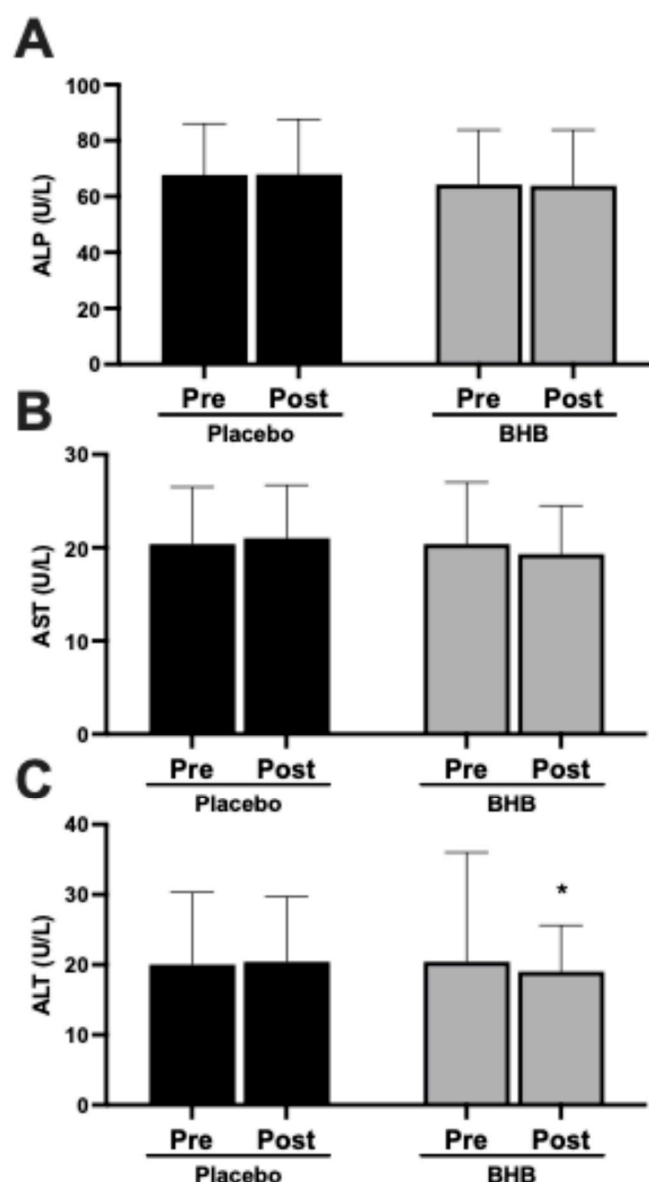 A
ALP (U/L)
100
80
60
40
20
0
Pre Post Pre Post
Placebo BHB
B
AST (U/L)
30
20
10
0
Pre Post Pre Post
Placebo BHB
C
ALT (U/L)
40
30
20
10
0
*
Pre Post Pre Post
Placebo BHB